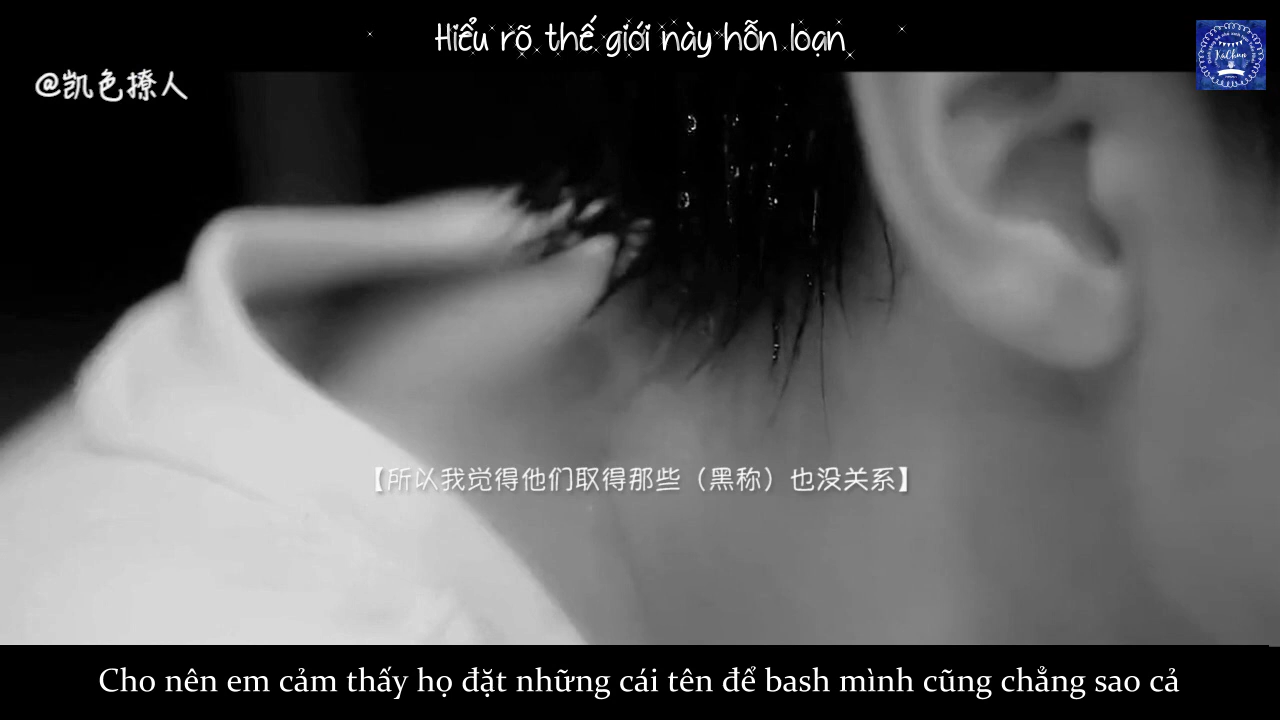 Hiểu rõ thế giới này hỗn loạn
@凯色撩人
KaChun
【所以我觉得他们取得那些（黑称）也没关系】
Cho nên em cảm thấy họ đặt những cái tên để bash mình cũng chẳng sao cả